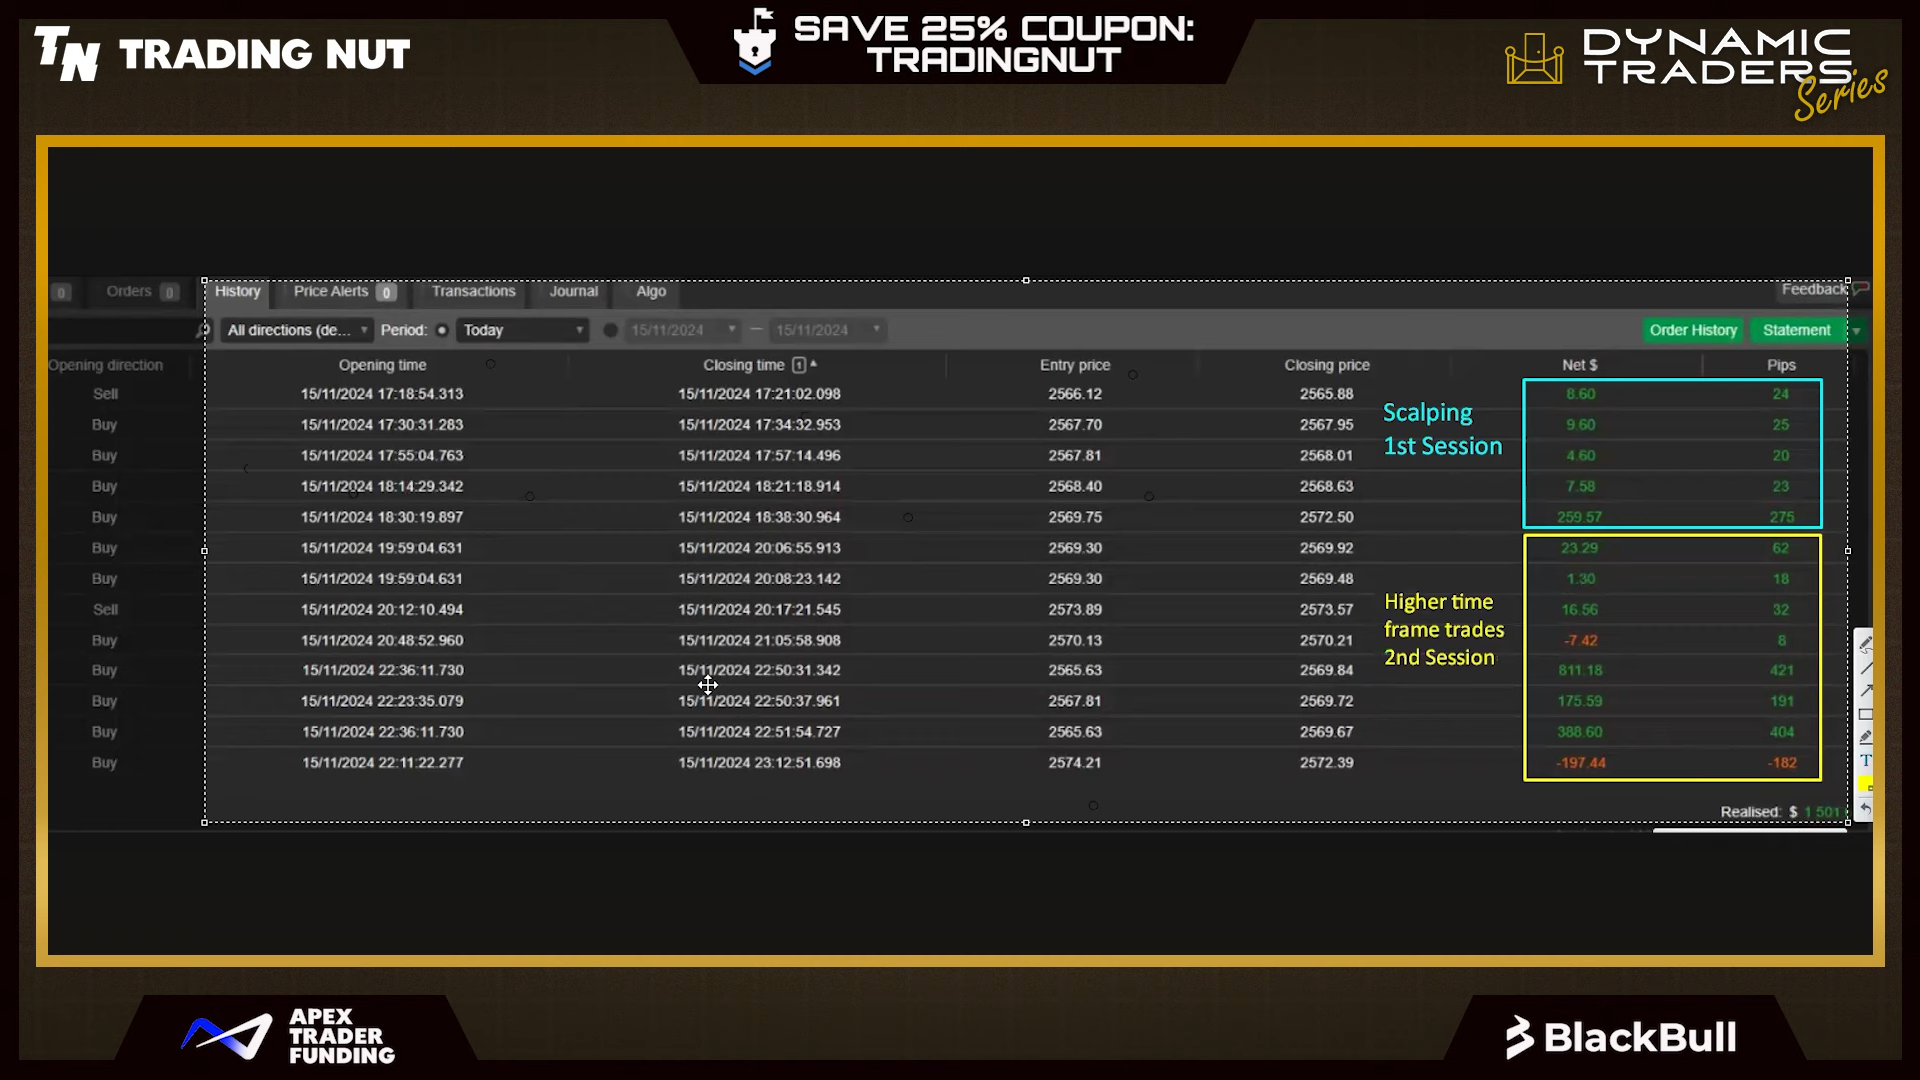 TN TRADING NUT
SAVE 25% COUPON:
TRADINGNUT
DYNAMIC
TRADERS
Series
0 Orders 0 History Price Alerts 0 Transactions Journal Algo Feedback
All directions (de... Period: Today 15/11/2024 — 15/11/2024 Order History Statement
Opening direction Opening time Closing time 1 Entry price Closing price Net $ Pips
Sell 15/11/2024 17:18:54.313 15/11/2024 17:21:02.098 2566.12 2565.88 8.60 24
Buy 15/11/2024 17:30:31.283 15/11/2024 17:34:32.953 2567.70 2567.95 9.60 25
Buy 15/11/2024 17:55:04.763 15/11/2024 17:57:14.496 2567.81 2568.01 4.60 20
Buy 15/11/2024 18:14:29.342 15/11/2024 18:21:18.914 2568.40 2568.63 7.58 23
Buy 15/11/2024 18:30:19.897 15/11/2024 18:38:30.964 2569.75 2572.50 259.57 275
Buy 15/11/2024 19:59:04.631 15/11/2024 20:06:55.913 2569.30 2569.92 23.29 62
Buy 15/11/2024 19:59:04.631 15/11/2024 20:08:23.142 2569.30 2569.48 1.30 18
Sell 15/11/2024 20:12:10.494 15/11/2024 20:17:21.545 2573.89 2573.57 16.56 32
Buy 15/11/2024 20:48:52.960 15/11/2024 21:05:58.908 2570.13 2570.21 -7.42 8
Buy 15/11/2024 22:36:11.730 15/11/2024 22:50:31.342 2565.63 2569.84 811.18 421
Buy 15/11/2024 22:23:35.079 15/11/2024 22:50:37.961 2567.81 2569.72 175.59 191
Buy 15/11/2024 22:36:11.730 15/11/2024 22:51:54.727 2565.63 2569.67 388.60 404
Buy 15/11/2024 22:11:22.277 15/11/2024 23:12:51.698 2574.21 2572.39 -197.44 -182
Scalping
1st Session
Higher time
frame trades
2nd Session
Realised: $ 1 501
T
APEX
TRADER
FUNDING
BlackBull